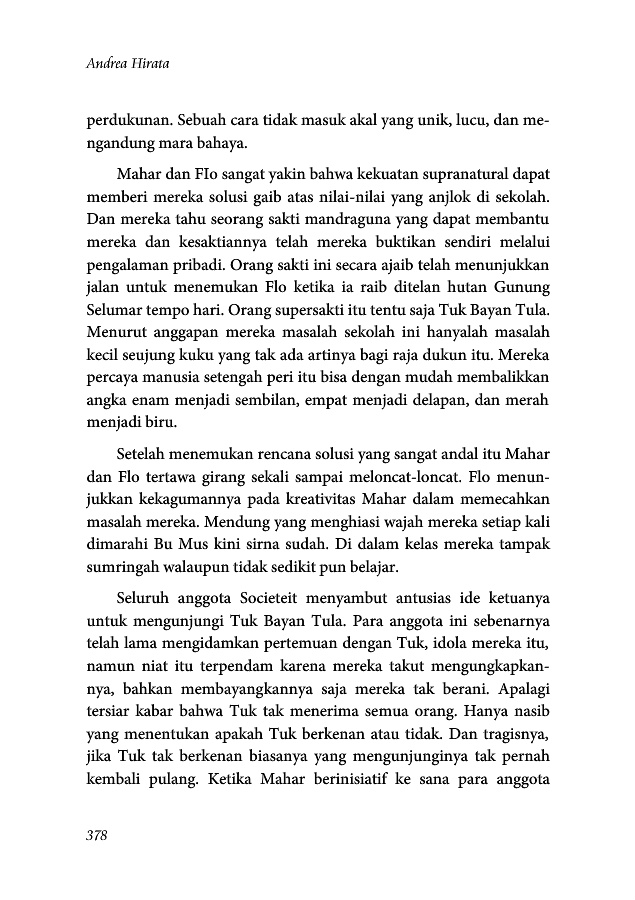 Andrea Hirata
perdukunan. Sebuah cara tidak masuk akal yang unik, lucu, dan me-
ngandung mara bahaya.
Mahar dan FIo sangat yakin bahwa kekuatan supranatural dapat
memberi mereka solusi gaib atas nilai-nilai yang anjlok di sekolah.
Dan mereka tahu seorang sakti mandraguna yang dapat membantu
mereka dan kesaktiannya telah mereka buktikan sendiri melalui
pengalaman pribadi. Orang sakti ini secara ajaib telah menunjukkan
jalan untuk menemukan Flo ketika ia raib ditelan hutan Gunung
Selumar tempo hari. Orang supersakti itu tentu saja Tuk Bayan Tula.
Menurut anggapan mereka masalah sekolah ini hanyalah masalah
kecil seujung kuku yang tak ada artinya bagi raja dukun itu. Mereka
percaya manusia setengah peri itu bisa dengan mudah membalikkan
angka enam menjadi sembilan, empat menjadi delapan, dan merah
menjadi biru.
Setelah menemukan rencana solusi yang sangat andal itu Mahar
dan Flo tertawa girang sekali sampai meloncat-loncat. Flo menun-
jukkan kekagumannya pada kreativitas Mahar dalam memecahkan
masalah mereka. Mendung yang menghiasi wajah mereka setiap kali
dimarahi Bu Mus kini sirna sudah. Di dalam kelas mereka tampak
sumringah walaupun tidak sedikit pun belajar.
Seluruh anggota Societeit menyambut antusias ide ketuanya
untuk mengunjungi Tuk Bayan Tula. Para anggota ini sebenarnya
telah lama mengidamkan pertemuan dengan Tuk, idola mereka itu,
namun niat itu terpendam karena mereka takut mengungkapkan-
nya, bahkan membayangkannya saja mereka tak berani. Apalagi
tersiar kabar bahwa Tuk tak menerima semua orang. Hanya nasib
yang menentukan apakah Tuk berkenan atau tidak. Dan tragisnya,
jika Tuk tak berkenan biasanya yang mengunjunginya tak pernah
kembali pulang. Ketika Mahar berinisiatif ke sana para anggota
378